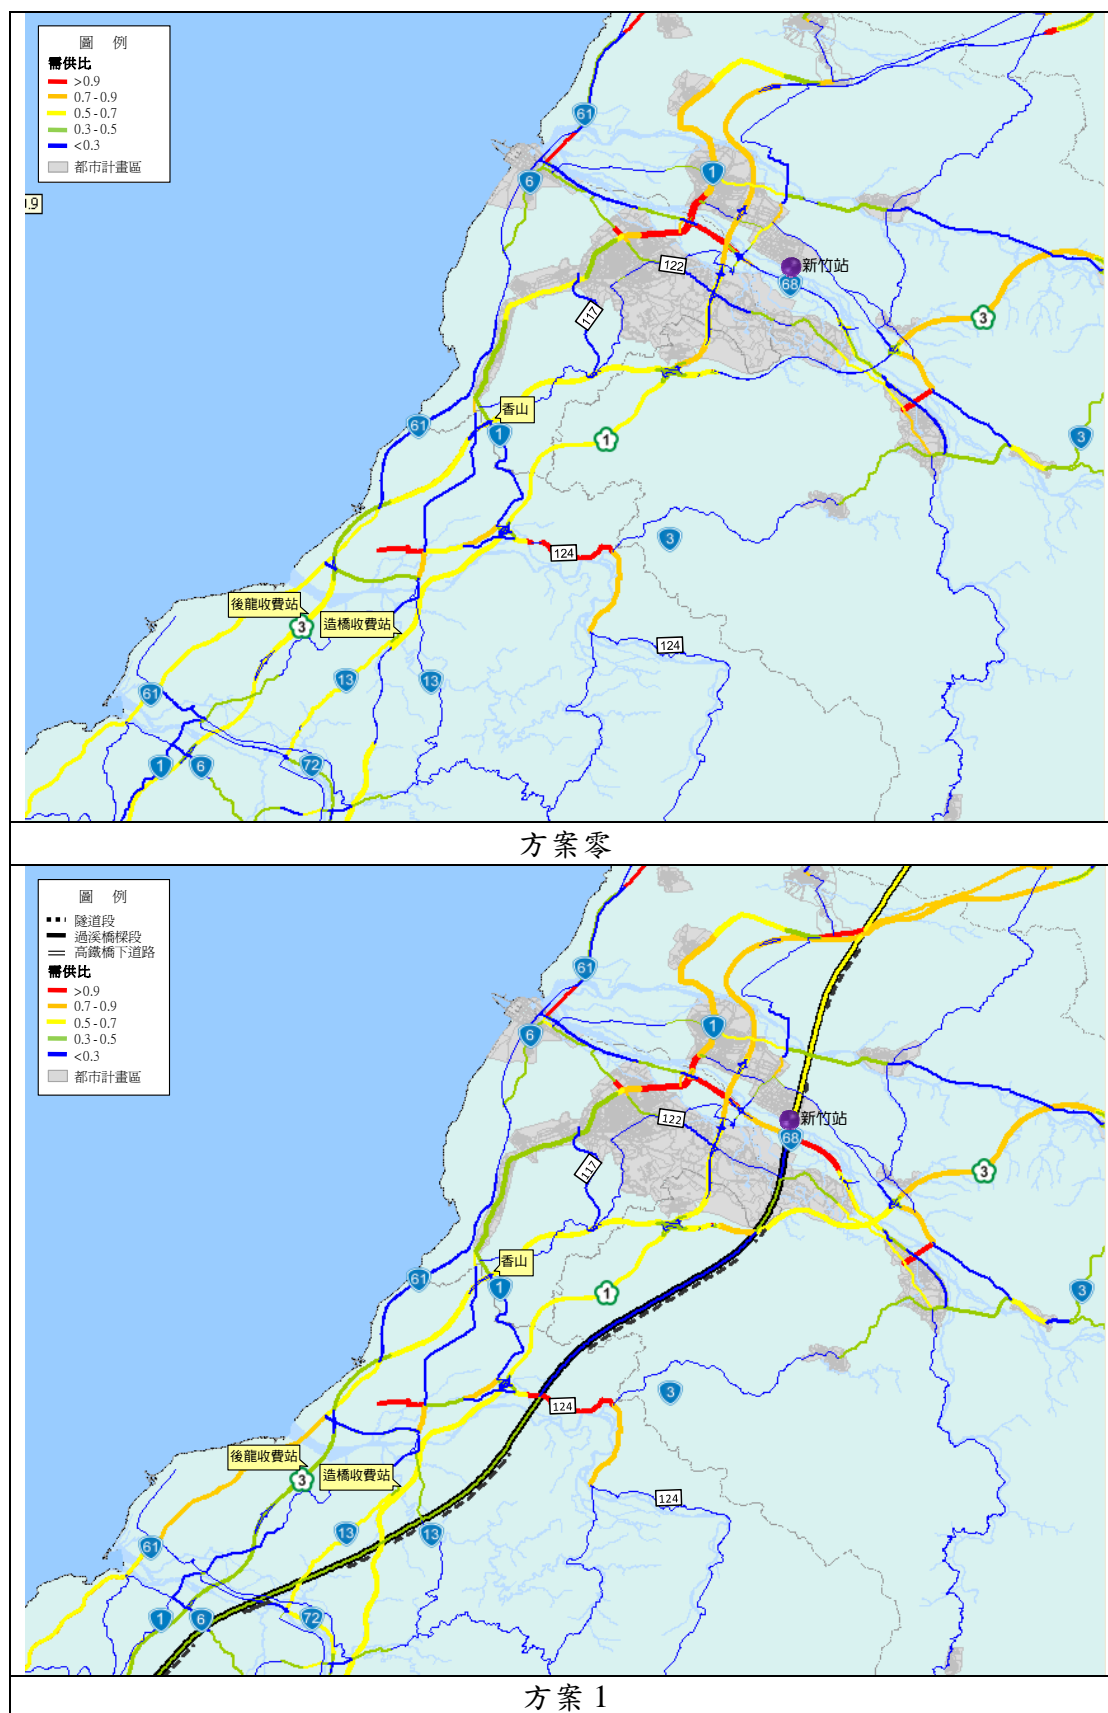 圖 例
需供比
>0.9
0.7-0.9
0.5-0.7
0.3-0.5
<0.3
都市計畫區
1.9
61
6
1
122
新竹站
68
117
3
香山
61
1
1
3
124
3
後龍收費站
3
造橋收費站
124
13
13
61
1
6
72
方案零
圖 例
隧道段
過溪橋樑段
高鐵橋下道路
需供比
>0.9
0.7-0.9
0.5-0.7
0.3-0.5
<0.3
都市計畫區
61
6
1
122
新竹站
68
117
3
香山
61
1
1
3
124
3
後龍收費站
3
造橋收費站
124
13
13
61
1
6
72
方案 1